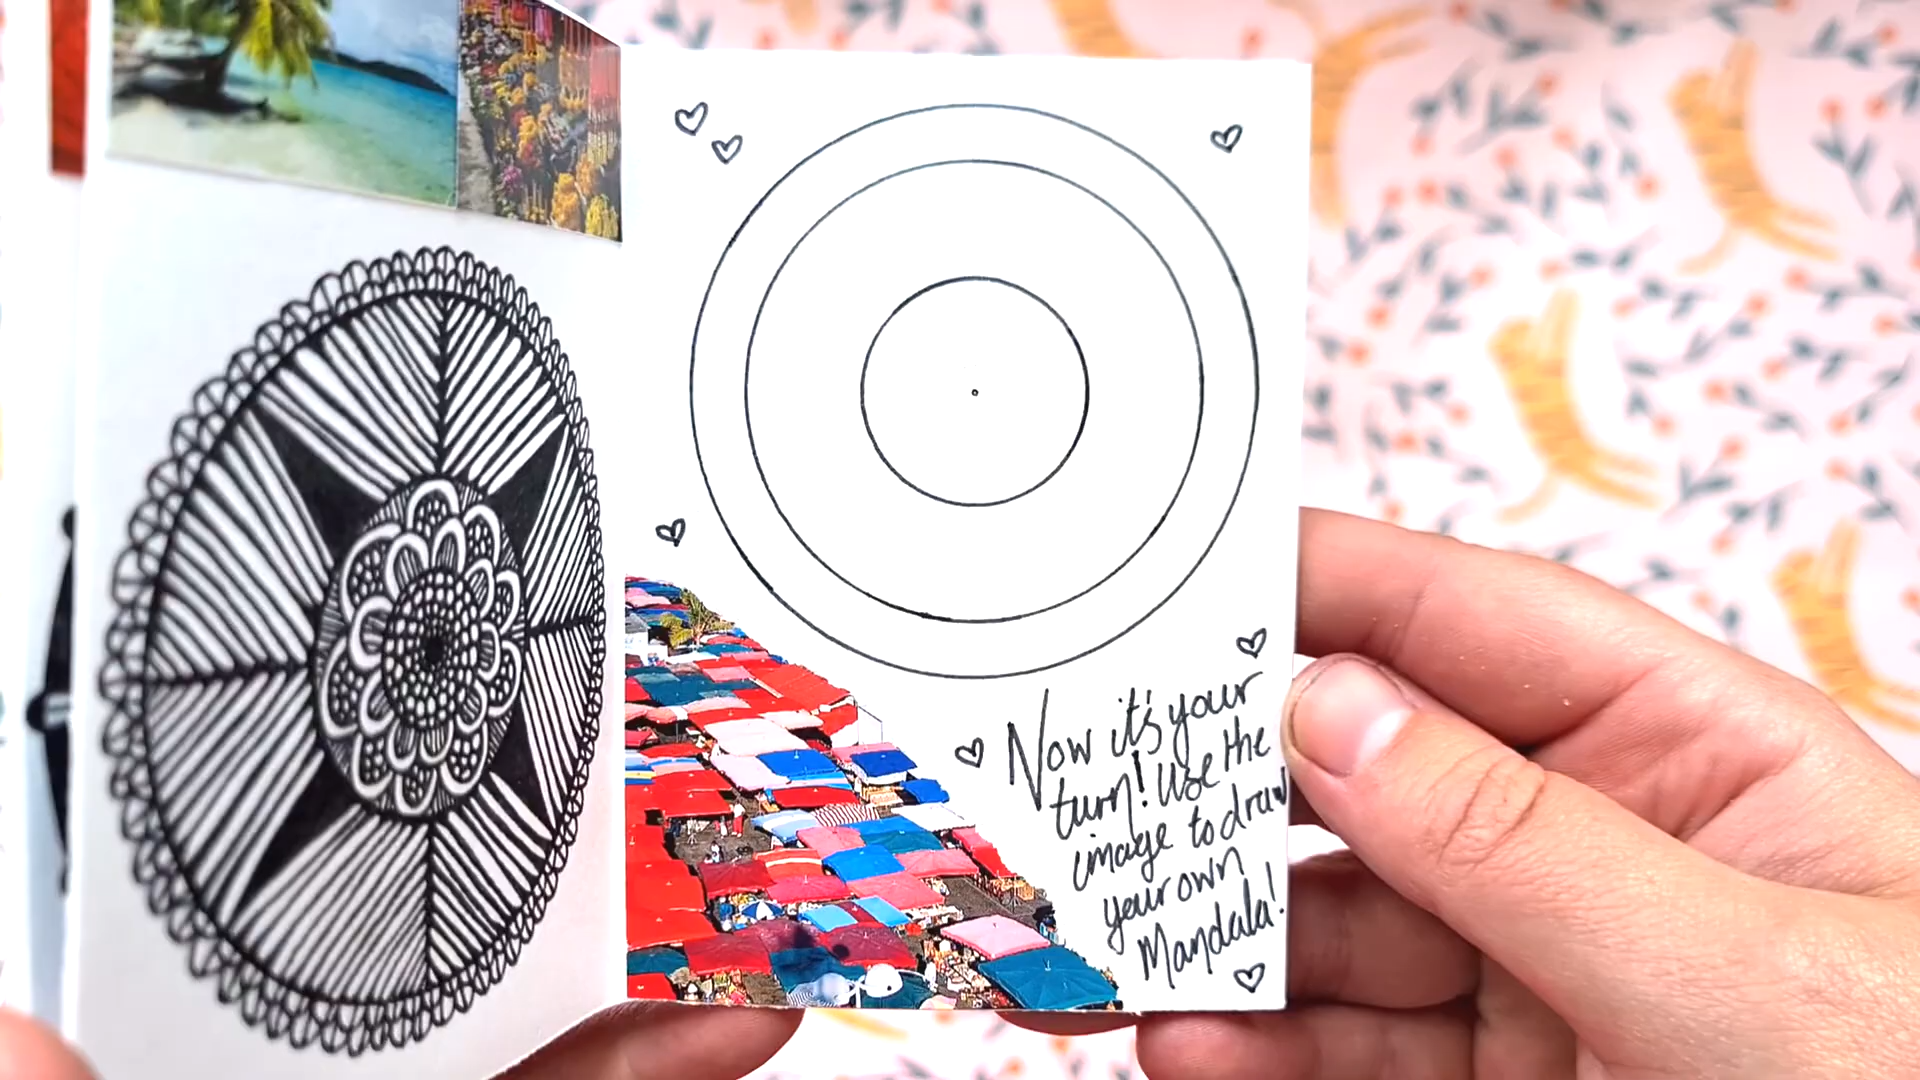 Now it's your
turn! Use the
image to draw
your own
Mandala!